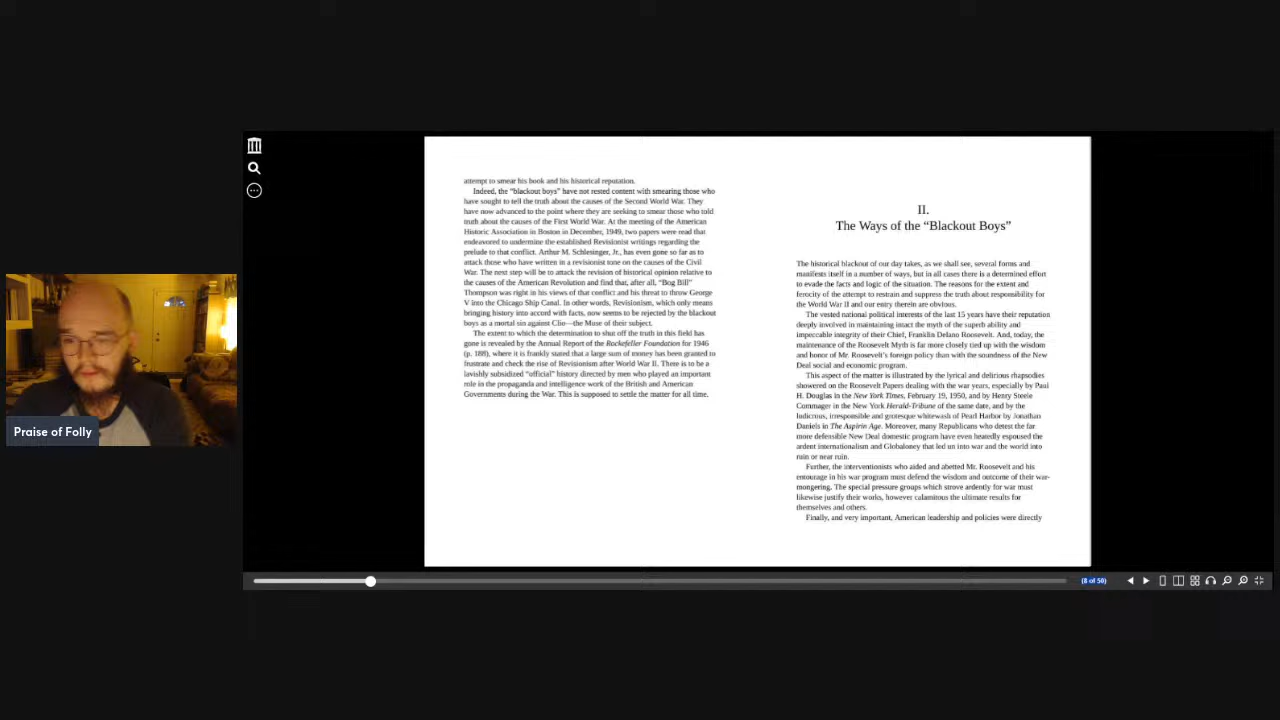 attempt to smear his book and his historical reputation.
Indeed, the “blackout boys” have not rested content with smearing those who
have sought to tell the truth about the causes of the Second World War. They
have now advanced to the point where they are seeking to smear those who told
truth about the causes of the First World War. At the meeting of the American
Historic Association in Boston in December, 1949, two papers were read that
endeavored to undermine the established Revisionist writings regarding the
prelude to that conflict. Arthur M. Schlesinger, Jr., has even gone so far as to
attack those who have written in a revisionist tone on the causes of the Civil
War. The next step will be to attack the revision of historical opinion relative to
the causes of the American Revolution and find that, after all, “Bog Bill”
Thompson was right in his views of that conflict and his threat to throw George
V into the Chicago Ship Canal. In other words, Revisionism, which only means
bringing history into accord with facts, now seems to be rejected by the blackout
boys as a mortal sin against Clio—the Muse of their subject.
The extent to which the determination to shut off the truth in this field has
gone is revealed by the Annual Report of the Rockefeller Foundation for 1946
(p. 188), where it is frankly stated that a large sum of money has been granted to
frustrate and check the rise of Revisionism after World War II. There is to be a
lavishly subsidized “official” history directed by men who played an important
role in the propaganda and intelligence work of the British and American
Governments during the War. This is supposed to settle the matter for all time.
II.
The Ways of the “Blackout Boys”
The historical blackout of our day takes, as we shall see, several forms and
manifests itself in a number of ways, but in all cases there is a determined effort
to evade the facts and logic of the situation. The reasons for the extent and
ferocity of the attempt to restrain and suppress the truth about responsibility for
the World War II and our entry therein are obvious.
The vested national political interests of the last 15 years have their reputation
deeply involved in maintaining intact the myth of the superb ability and
impeccable integrity of their Chief, Franklin Delano Roosevelt. And, today, the
maintenance of the Roosevelt Myth is far more closely tied up with the wisdom
and honor of Mr. Roosevelt’s foreign policy than with the soundness of the New
Deal social and economic program.
This aspect of the matter is illustrated by the lyrical and delirious rhapsodies
showered on the Roosevelt Papers dealing with the war years, especially by Paul
H. Douglas in the New York Times, February 19, 1950, and by Henry Steele
Commager in the New York Herald-Tribune of the same date, and by the
ludicrous, irresponsible and grotesque whitewash of Pearl Harbor by Jonathan
Daniels in The Aspirin Age. Moreover, many Republicans who detest the far
more defensible New Deal domestic program have even heatedly espoused the
ardent internationalism and Globaloney that led us into war and the world into
ruin or near ruin.
Further, the interventionists who aided and abetted Mr. Roosevelt and his
entourage in his war program must defend the wisdom and outcome of their war-
mongering. The special pressure groups which strove ardently for war must
likewise justify their works, however calamitous the ultimate results for
themselves and others.
Finally, and very important, American leadership and policies were directly
Praise of Folly
(8 of 50)